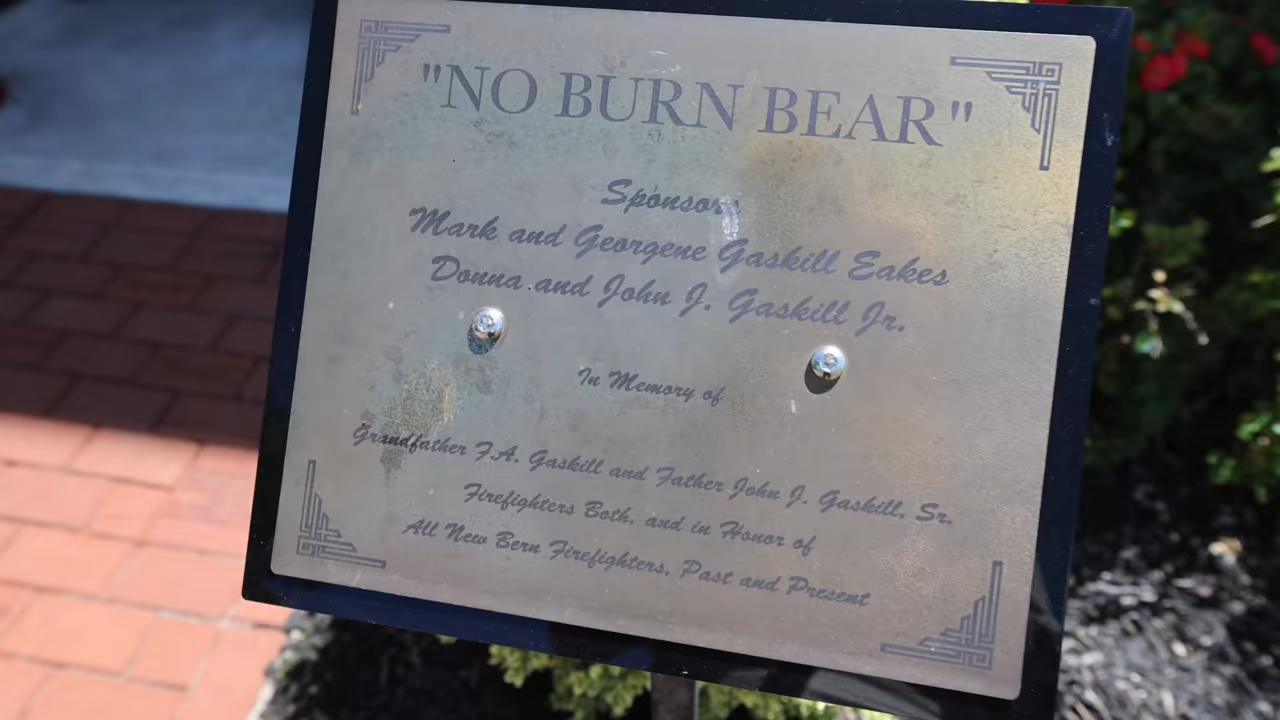 "NO BURN BEAR"
Sponsors
Mark and Georgene Gaskill Eakes
Donna and John J. Gaskill Jr.
In Memory of
Grandfather F.A. Gaskill and Father John J. Gaskill, Sr.
Firefighters Both, and in Honor of
All New Bern Firefighters, Past and Present